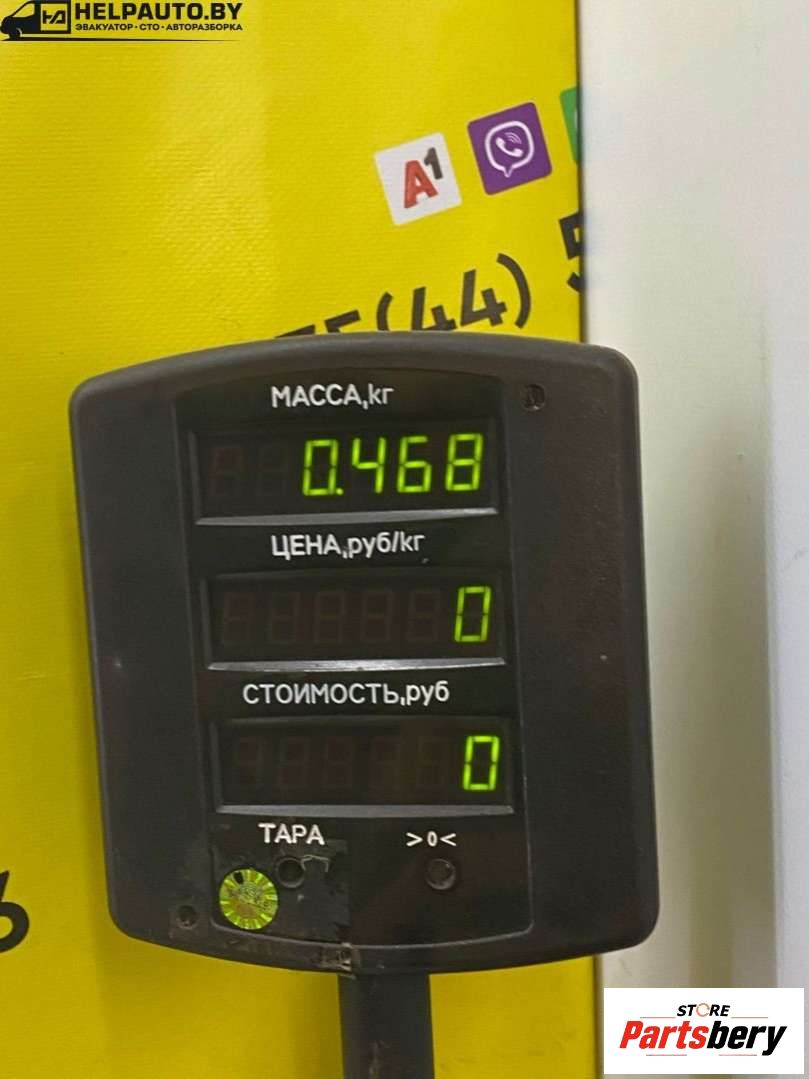 HELPAUTO.BY
ЭВАКУАТОР•СТО•АВТОРАЗБОРКА
A1
(44) 5
МАССА,кг
0.468
ЦЕНА,руб/кг
0
СТОИМОСТЬ,руб
0
ТАРА >0<
STORE
Partsbery